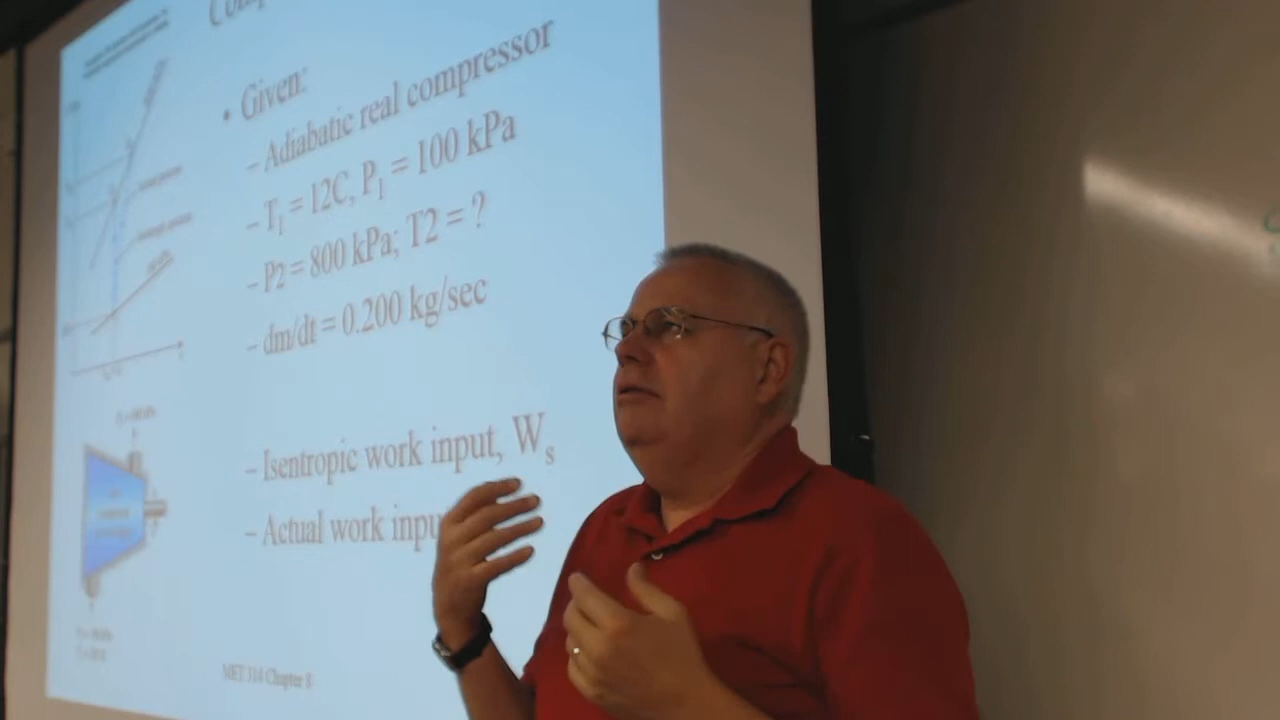 • Given:
– Adiabatic real compressor
– T1 = 12C, P1 = 100 kPa
– P2 = 800 kPa; T2 = ?
– dm/dt = 0.200 kg/sec
– Isentropic work input, Ws
– Actual work inpu
MET 314 Chapter 8